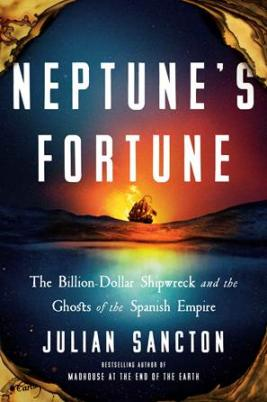 NEPTUNE'S
FORTUNE
The Billion-Dollar Shipwreck and the
Ghosts of the Spanish Empire
JULIAN SANCTON
BESTSELLING AUTHOR OF
MADHOUSE AT THE END OF THE EARTH